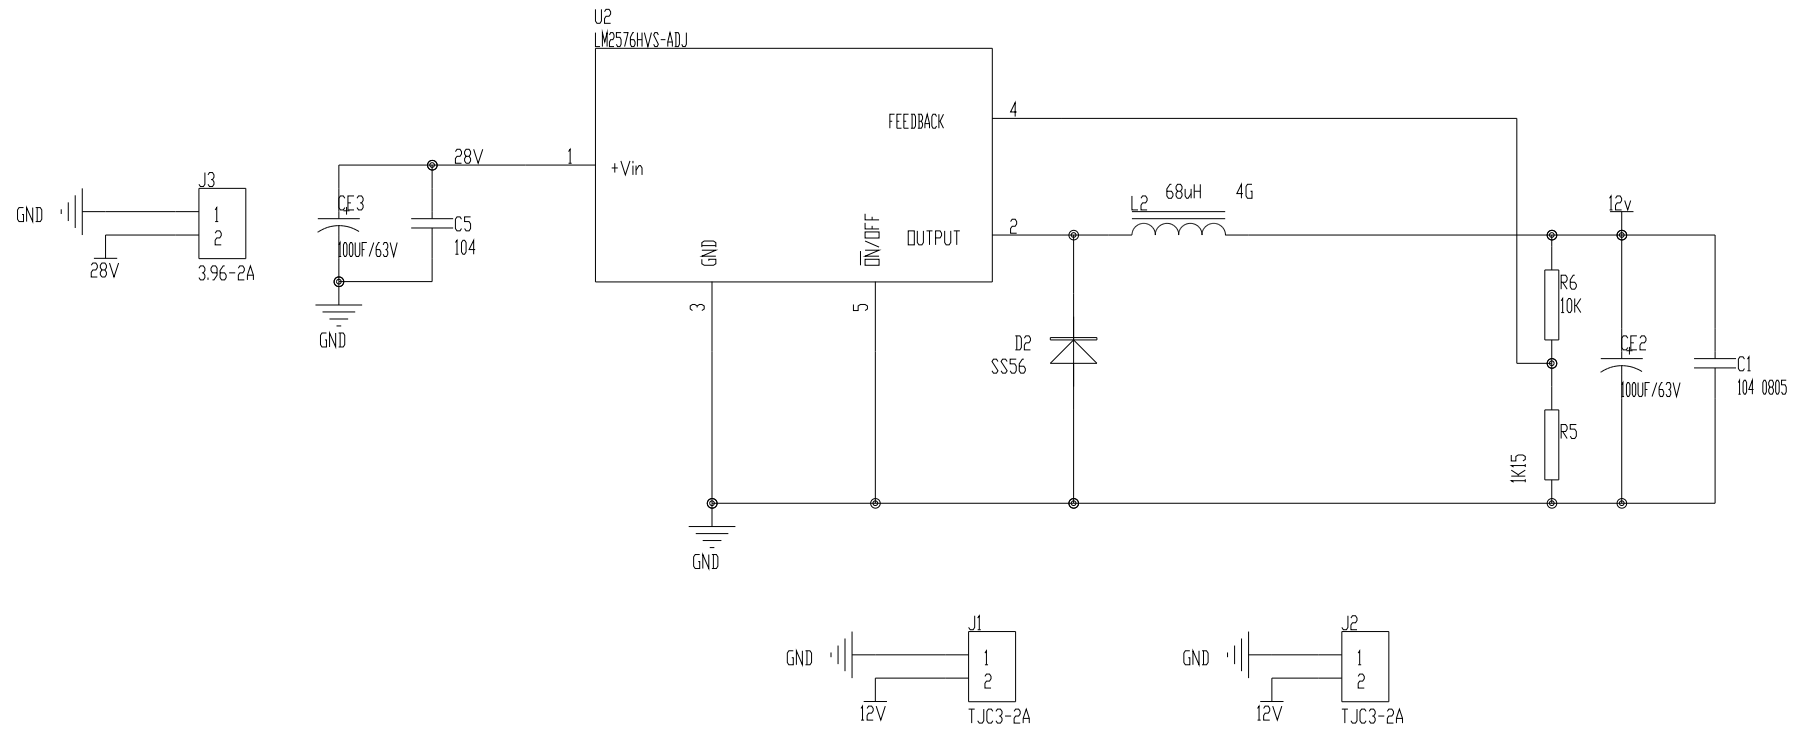 U2
LM2576HVS-ADJ
4
FEEDBACK
28V
1
+Vin
J3
GND
1
2
28V
3.96-2A
CE3
+
100UF/63V
C5
104
GND
GND
ON/OFF
OUTPUT
2
3
5
L2
68uH
4G
12v
R6
10K
D2
SS56
CE2
+
100UF/63V
C1
104 0805
R5
1K15
GND
J1
GND
1
2
12V
TJC3-2A
J2
GND
1
2
12V
TJC3-2A